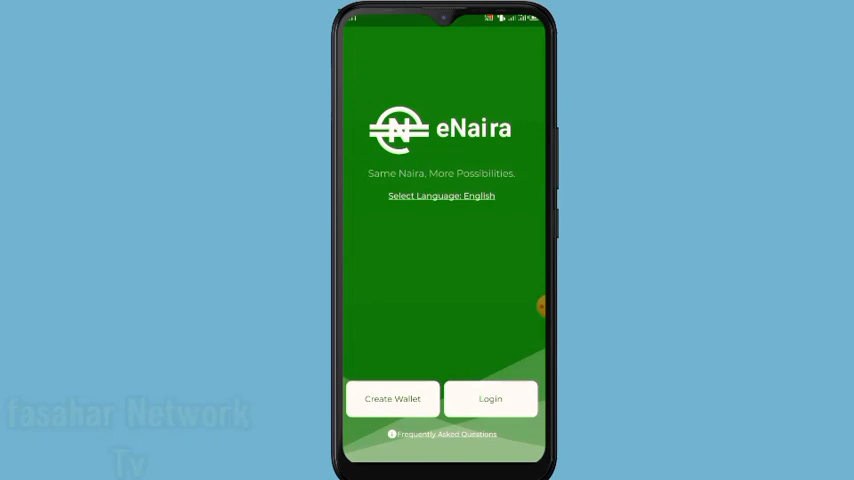 eNaira
Same Naira, More Possibilities.
Select Language: English
Create Wallet
Login
Frequently Asked Questions
fasahar Network
Tv